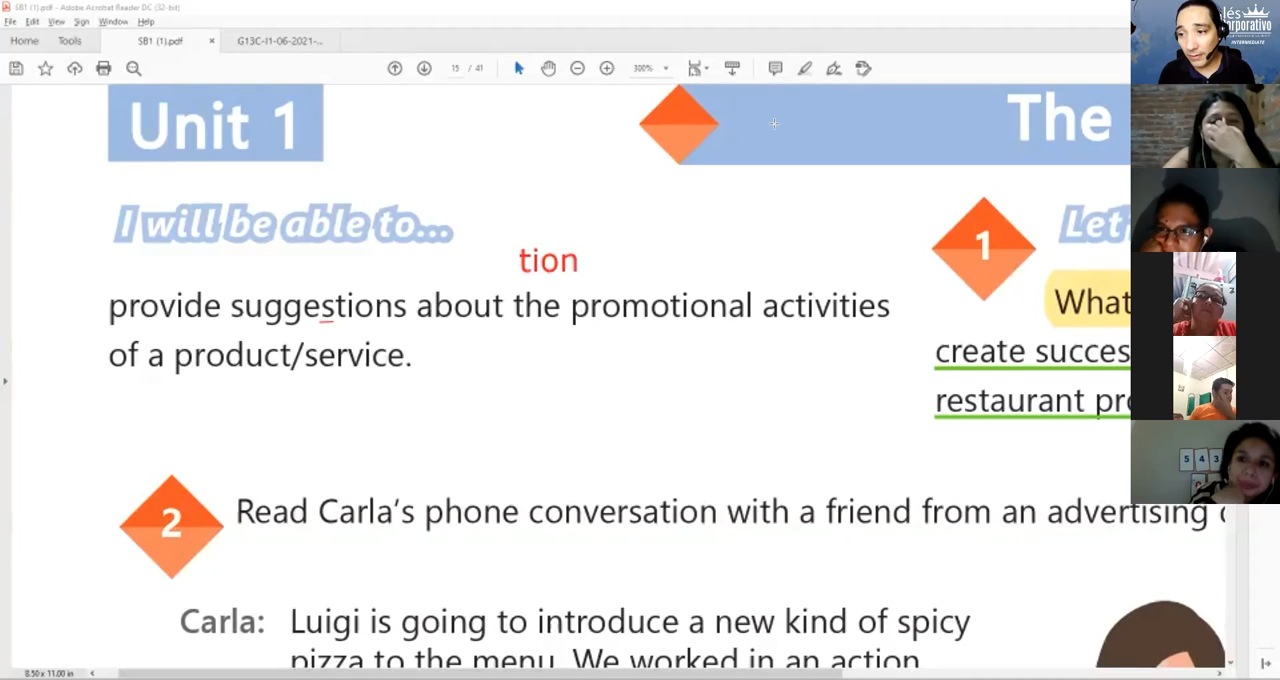 SB1 (1).pdf - Adobe Acrobat Reader DC (32-bit)
File Edit View Sign Window Help
Home Tools SB1 (1).pdf × G13C-I1-06-2021-...
15 / 41 300%
Unit 1
The
I will be able to...
tion
provide suggestions about the promotional activities
of a product/service.
1
Let'
What
create succes
restaurant pro
2
Read Carla's phone conversation with a friend from an advertising
Carla: Luigi is going to introduce a new kind of spicy
pizza to the menu. We worked in an action
8.50 x 11.00 in
lés
orporativo
INTERMEDIATE
5 4 3